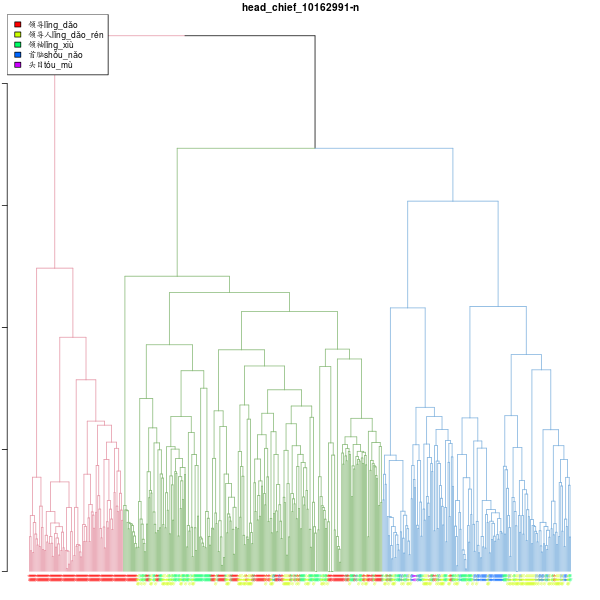 head_chief_10162991-n
领导lǐng_dǎo
领导人lǐng_dǎo_rén
领袖lǐng_xiù
首脑shǒu_nǎo
头目tóu_mù